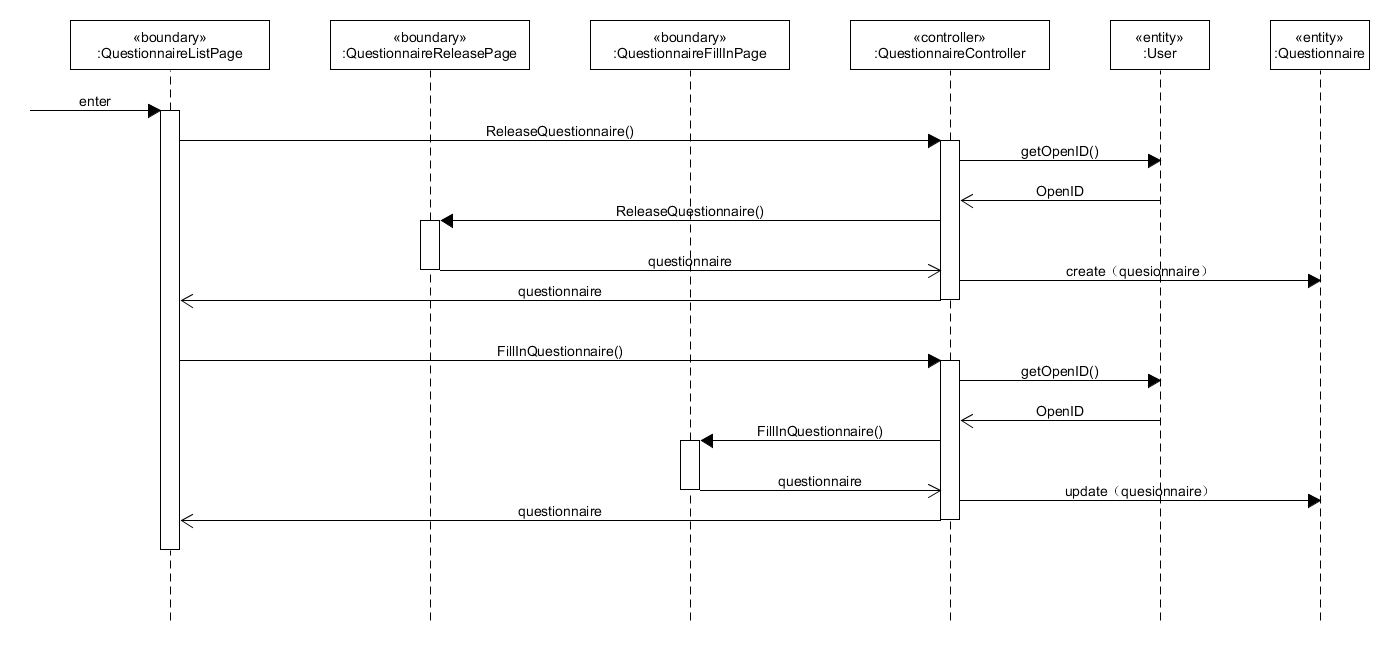 «boundary»
:QuestionnaireListPage
«boundary»
:QuestionnaireReleasePage
«boundary»
:QuestionnaireFillInPage
«controller»
:QuestionnaireController
«entity»
:User
«entity»
:Questionnaire
enter
ReleaseQuestionnaire()
getOpenID()
OpenID
ReleaseQuestionnaire()
questionnaire
create（quesionnaire）
questionnaire
FillInQuestionnaire()
getOpenID()
OpenID
FillInQuestionnaire()
questionnaire
update（quesionnaire）
questionnaire